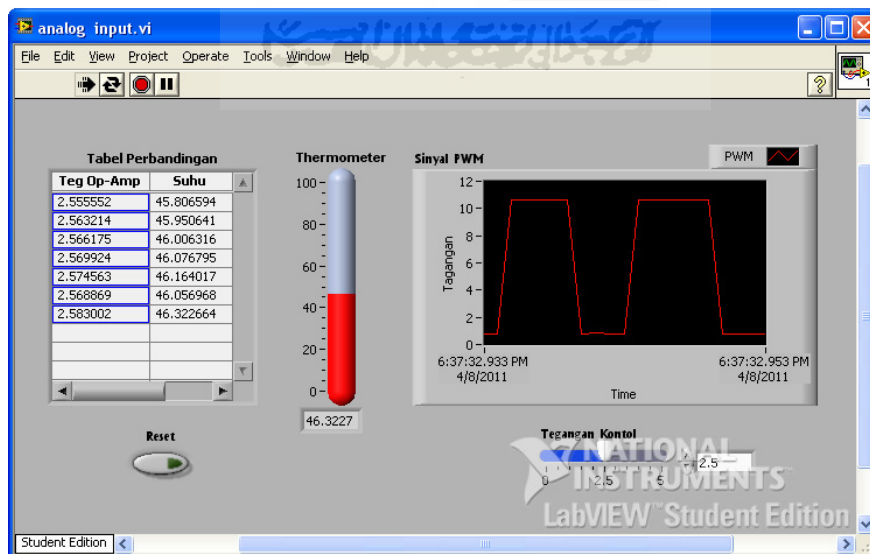 analog input.vi
File Edit View Project Operate Tools Window Help
1
Tabel Perbandingan
Teg Op-Amp Suhu
2.555552 45.806594
2.563214 45.950641
2.566175 46.006316
2.569924 46.076795
2.574563 46.164017
2.568869 46.056968
2.583002 46.322664
Reset
Thermometer
100
80
60
40
20
0
46.3227
Sinyal PWM
PWM
Tagangan
12
10
8
6
4
2
0
6:37:32.933 PM
4/8/2011
6:37:32.953 PM
4/8/2011
Time
Tegangan Kontol
0 2.5 5
2.5
NATIONAL
INSTRUMENTS™
LabVIEW™ Student Edition
Student Edition